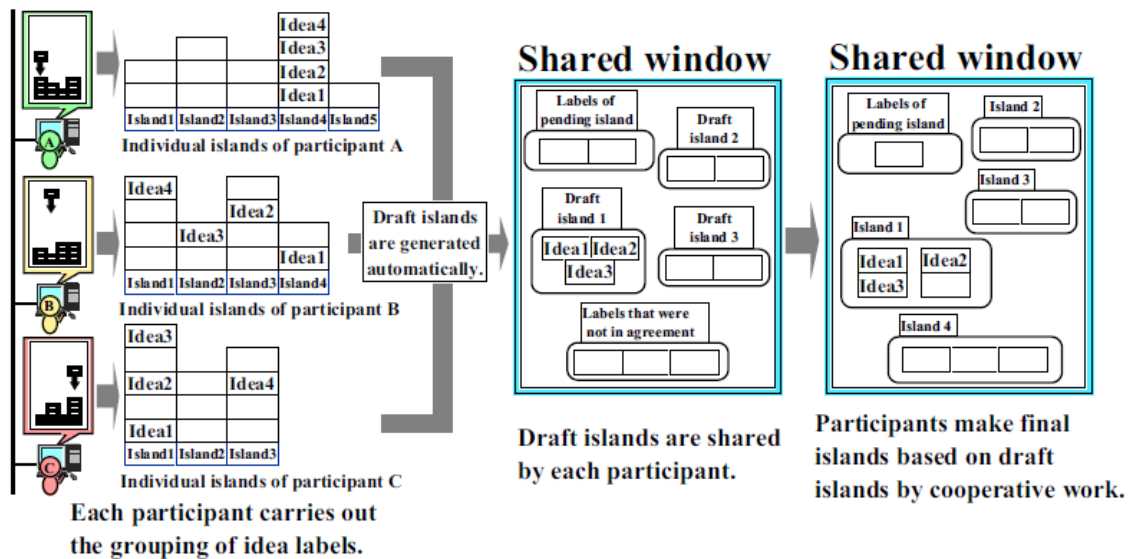 Idea4
Idea3
Idea2
Idea1
Island1 Island2 Island3 Island4 Island5
A
Individual islands of participant A
Idea4
Idea2
Idea3
Idea1
Island1 Island2 Island3 Island4
B
Individual islands of participant B
Idea3
Idea2 Idea4
Idea1
Island1 Island2 Island3
C
Individual islands of participant C
Each participant carries out
the grouping of idea labels.
Draft islands
are generated
automatically.
Shared window
Labels of
pending island
Draft
island 2
Draft
island 1
Idea1 Idea2
Idea3
Draft
island 3
Labels that were
not in agreement
Draft islands are shared
by each participant.
Shared window
Labels of
pending island
Island 2
Island 3
Island 1
Idea1 Idea2
Idea3
Island 4
Participants make final
islands based on draft
islands by cooperative work.